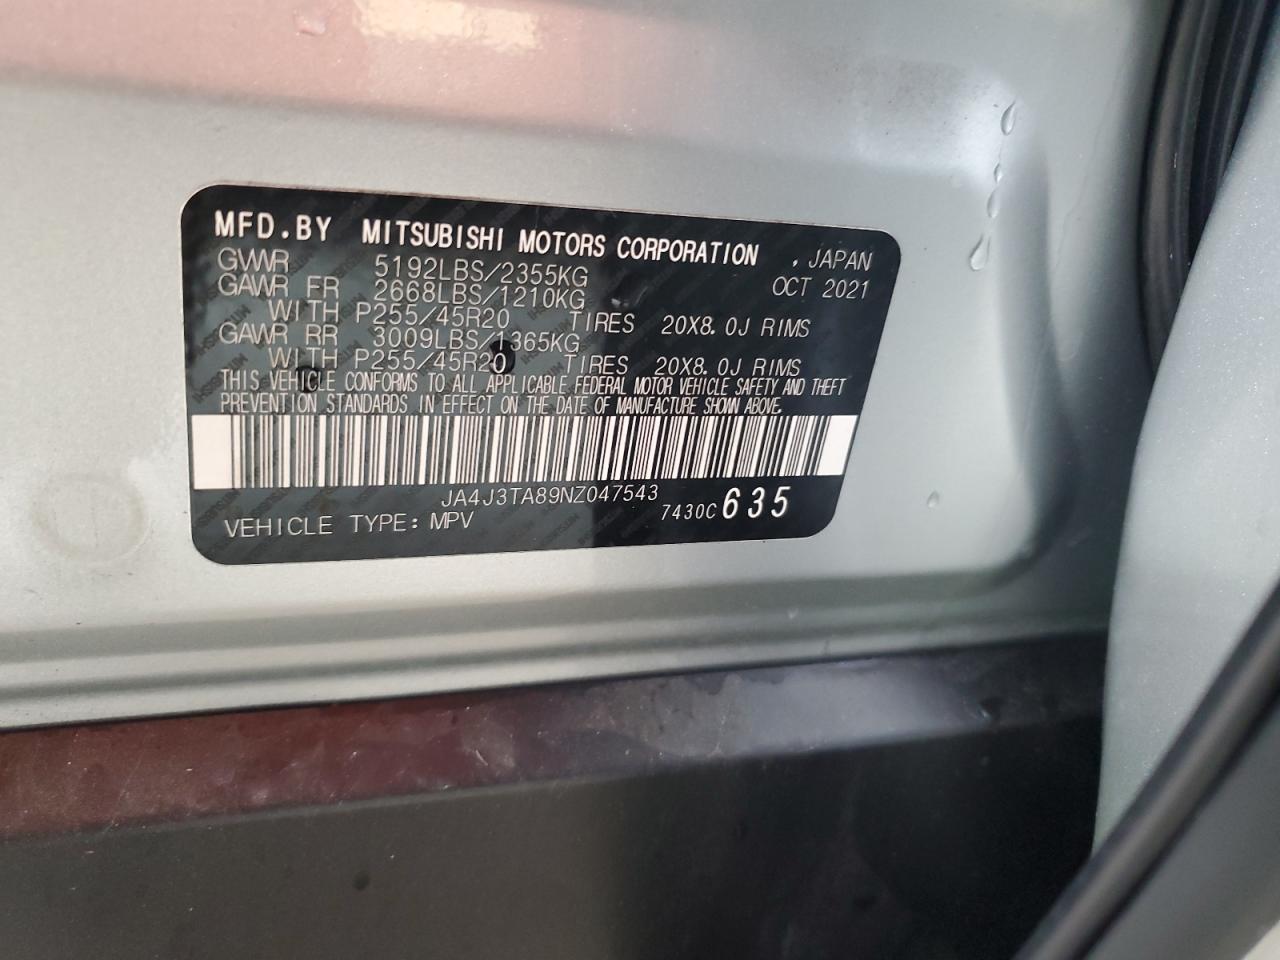 MFD.BY MITSUBISHI MOTORS CORPORATION , JAPAN
GVWR 5192LBS/2355KG OCT 2021
GAWR FR 2668LBS/1210KG
WITH P255/45R20 TIRES 20X8.0J RIMS
GAWR RR 3009LBS/1365KG
WITH P255/45R20 TIRES 20X8.0J RIMS
THIS VEHICLE CONFORMS TO ALL APPLICABLE FEDERAL MOTOR VEHICLE SAFETY AND THEFT
PREVENTION STANDARDS IN EFFECT ON THE DATE OF MANUFACTURE SHOWN ABOVE.
JA4J3TA89NZ047543
VEHICLE TYPE: MPV 7430C 635